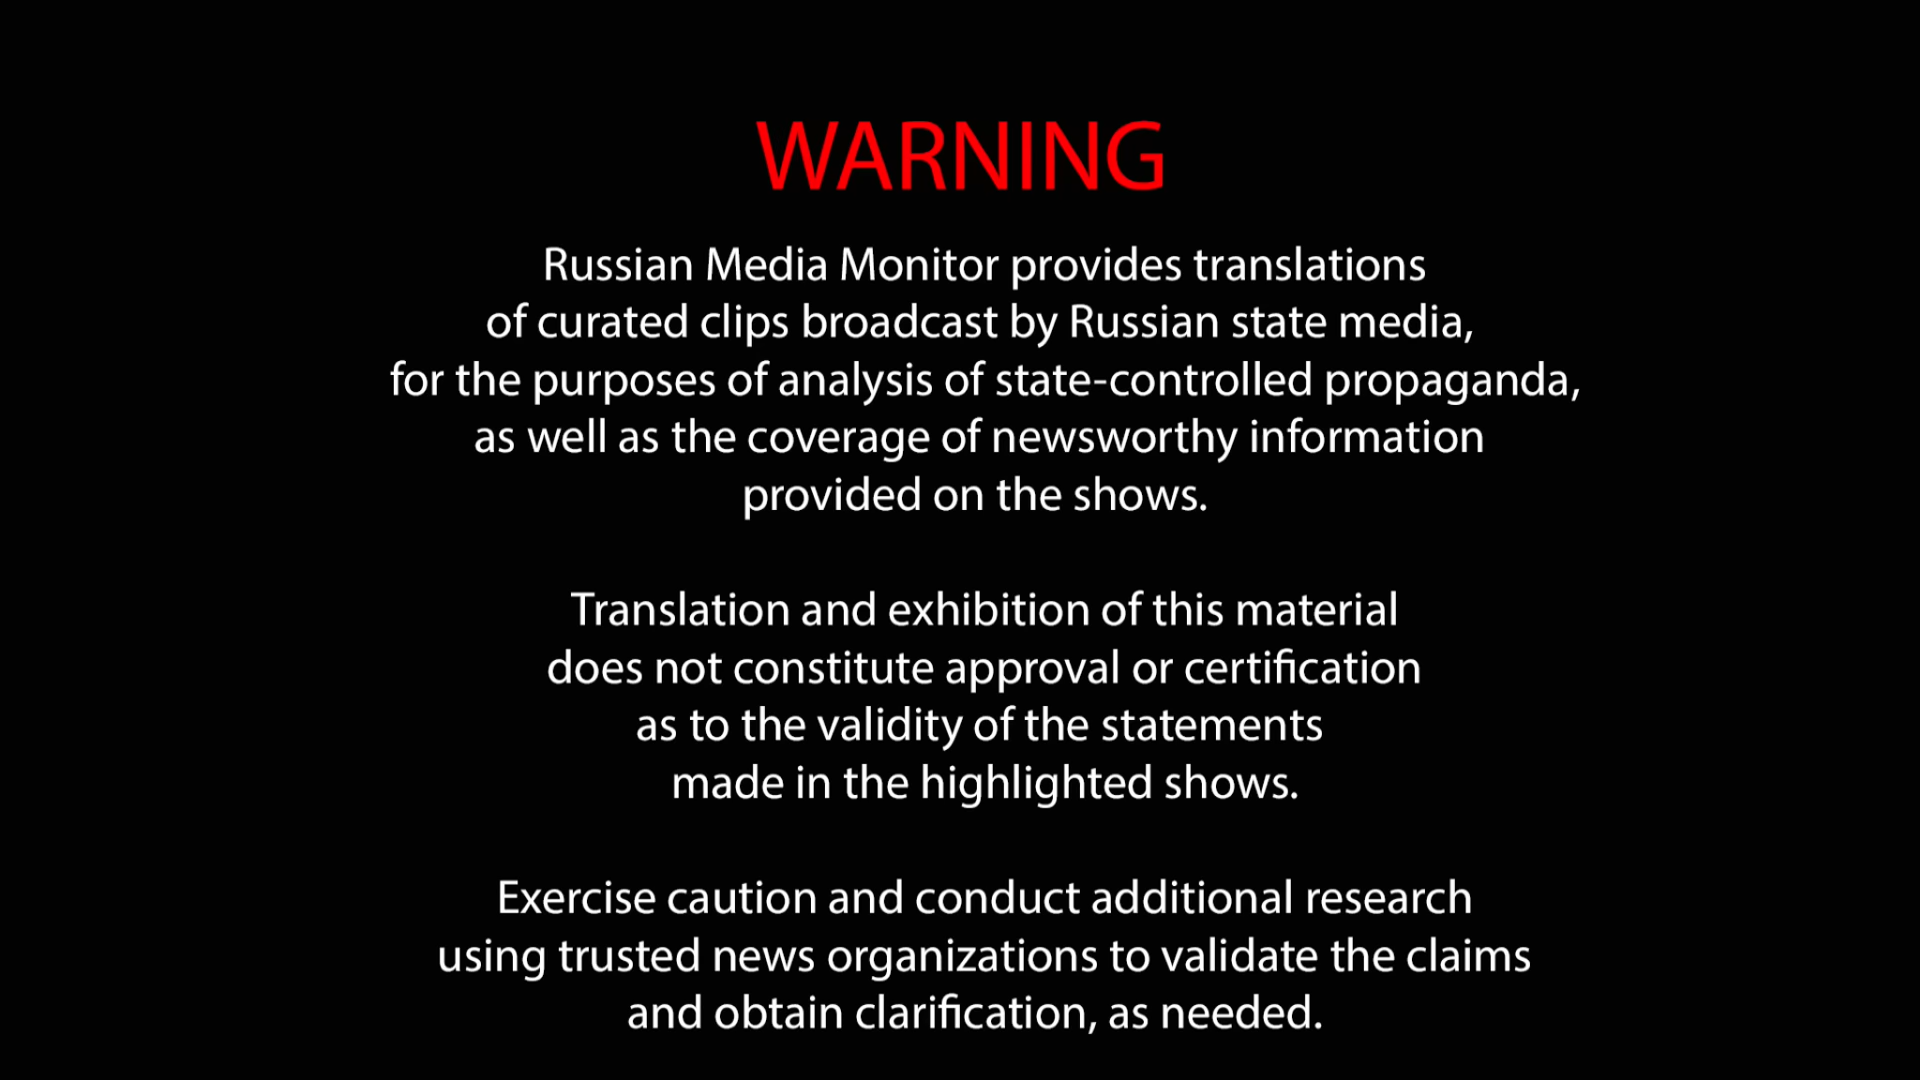 WARNING
Russian Media Monitor provides translations
of curated clips broadcast by Russian state media,
for the purposes of analysis of state-controlled propaganda,
as well as the coverage of newsworthy information
provided on the shows.
Translation and exhibition of this material
does not constitute approval or certification
as to the validity of the statements
made in the highlighted shows.
Exercise caution and conduct additional research
using trusted news organizations to validate the claims
and obtain clarification, as needed.